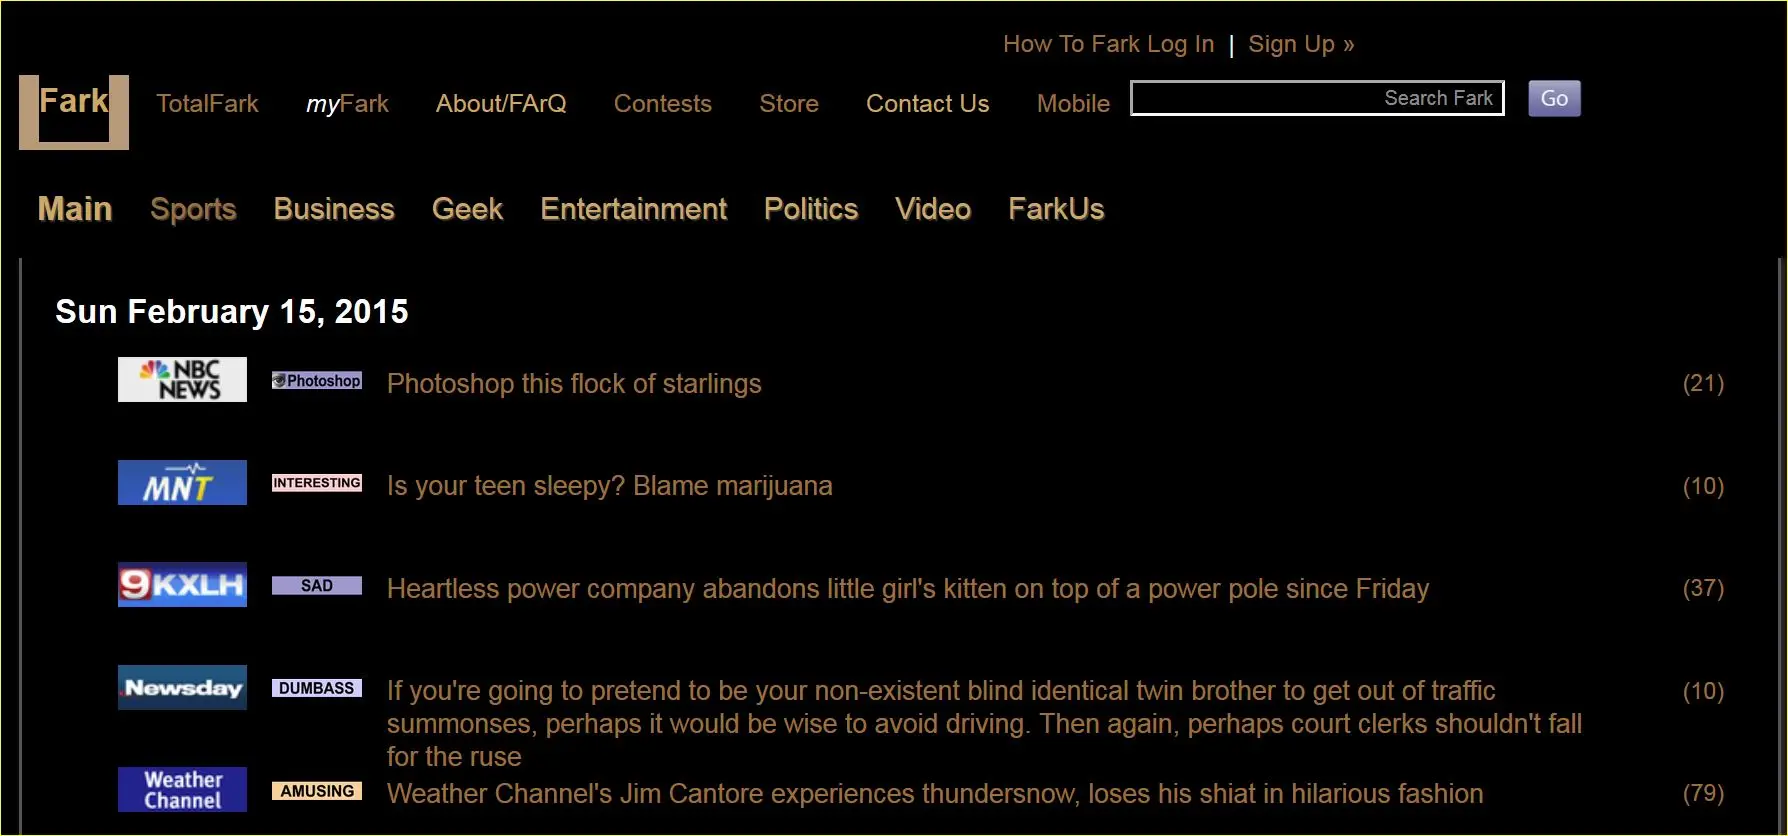 How To Fark Log In | Sign Up »
Fark TotalFark myFark About/FArQ Contests Store Contact Us Mobile Search Fark Go
Main Sports Business Geek Entertainment Politics Video FarkUs
Sun February 15, 2015
NBC
NEWS
Photoshop Photoshop this flock of starlings (21)
MNT INTERESTING Is your teen sleepy? Blame marijuana (10)
9KXLH SAD Heartless power company abandons little girl's kitten on top of a power pole since Friday (37)
Newsday DUMBASS If you're going to pretend to be your non-existent blind identical twin brother to get out of traffic (10)
summonses, perhaps it would be wise to avoid driving. Then again, perhaps court clerks shouldn't fall
for the ruse
Weather
Channel
AMUSING Weather Channel's Jim Cantore experiences thundersnow, loses his shiat in hilarious fashion (79)